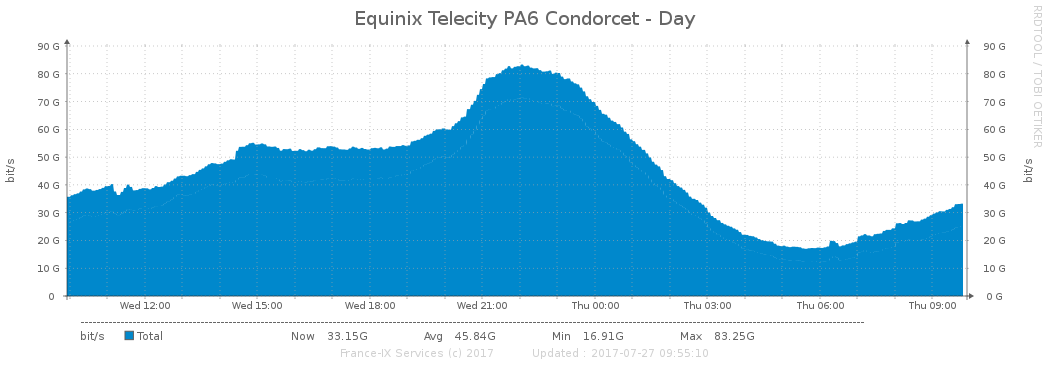 Equinix Telecity PA6 Condorcet - Day
RRDTOOL / TOBI OETIKER
90 G 90 G
80 G 80 G
70 G 70 G
60 G 60 G
50 G 50 G
40 G 40 G
30 G 30 G
20 G 20 G
10 G 10 G
0 0 G
bit/s
bit/s
Wed 12:00 Wed 15:00 Wed 18:00 Wed 21:00 Thu 00:00 Thu 03:00 Thu 06:00 Thu 09:00
bit/s Total Now 33.15G Avg 45.84G Min 16.91G Max 83.25G
France-IX Services (c) 2017 Updated : 2017-07-27 09:55:10